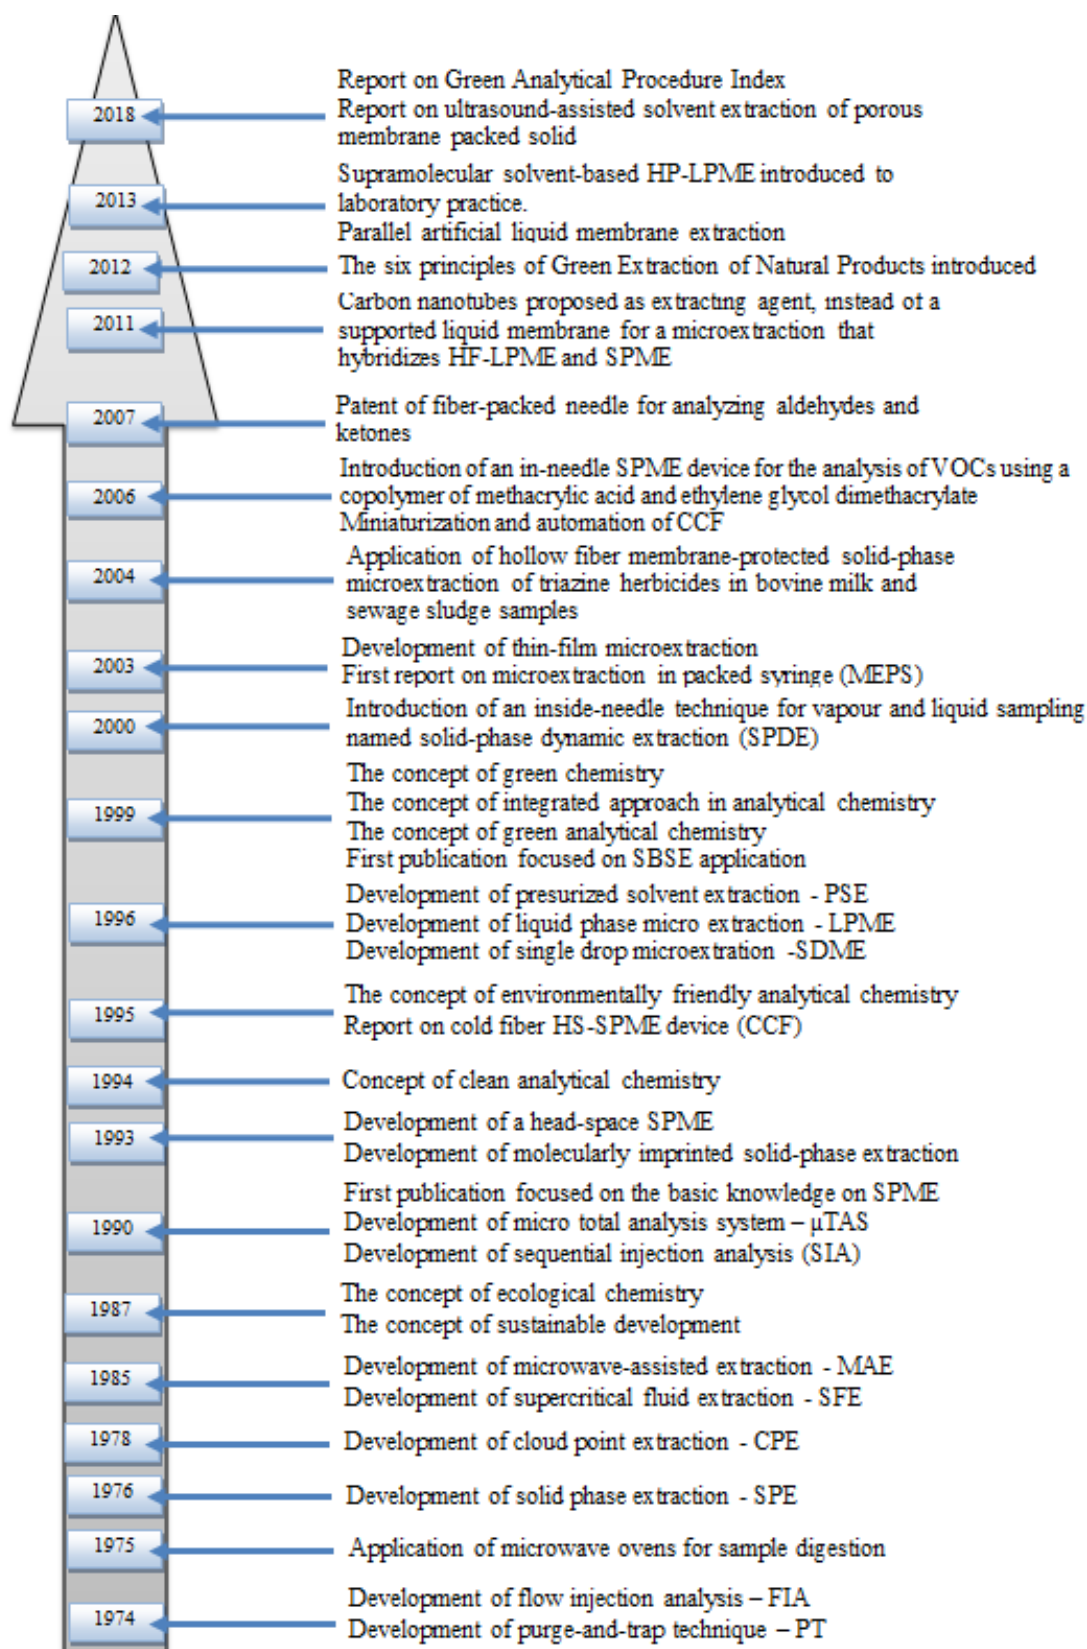 Report on Green Analytical Procedure Index
2018
Report on ultrasound-assisted solvent extraction of porous
membrane packed solid
Supramolecular solvent-based HP-LPME introduced to
2013
laboratory practice.
Parallel artificial liquid membrane extraction
2012
The six principles of Green Extraction of Natural Products introduced
Carbon nanotubes proposed as extracting agent, instead of a
2011
supported liquid membrane for a microextraction that
hybridizes HF-LPME and SPME
2007
Patent of fiber-packed needle for analyzing aldehydes and
ketones
Introduction of an in-needle SPME device for the analysis of VOCs using a
2006
copolymer of methacrylic acid and ethylene glycol dimethacrylate
Miniaturization and automation of CCF
Application of hollow fiber membrane-protected solid-phase
2004
microextraction of triazine herbicides in bovine milk and
sewage sludge samples
Development of thin-film microextraction
2003
First report on microextraction in packed syringe (MEPS)
Introduction of an inside-needle technique for vapour and liquid sampling
2000
named solid-phase dynamic extraction (SPDE)
The concept of green chemistry
The concept of integrated approach in analytical chemistry
1999
The concept of green analytical chemistry
First publication focused on SBSE application
Development of presurized solvent extraction - PSE
1996
Development of liquid phase micro extraction - LPME
Development of single drop microextration -SDME
The concept of environmentally friendly analytical chemistry
1995
Report on cold fiber HS-SPME device (CCF)
1994
Concept of clean analytical chemistry
Development of a head-space SPME
1993
Development of molecularly imprinted solid-phase extraction
First publication focused on the basic knowledge on SPME
1990
Development of micro total analysis system – μTAS
Development of sequential injection analysis (SIA)
The concept of ecological chemistry
1987
The concept of sustainable development
Development of microwave-assisted extraction - MAE
1985
Development of supercritical fluid extraction - SFE
1978
Development of cloud point extraction - CPE
1976
Development of solid phase extraction - SPE
1975
Application of microwave ovens for sample digestion
Development of flow injection analysis – FIA
1974
Development of purge-and-trap technique – PT